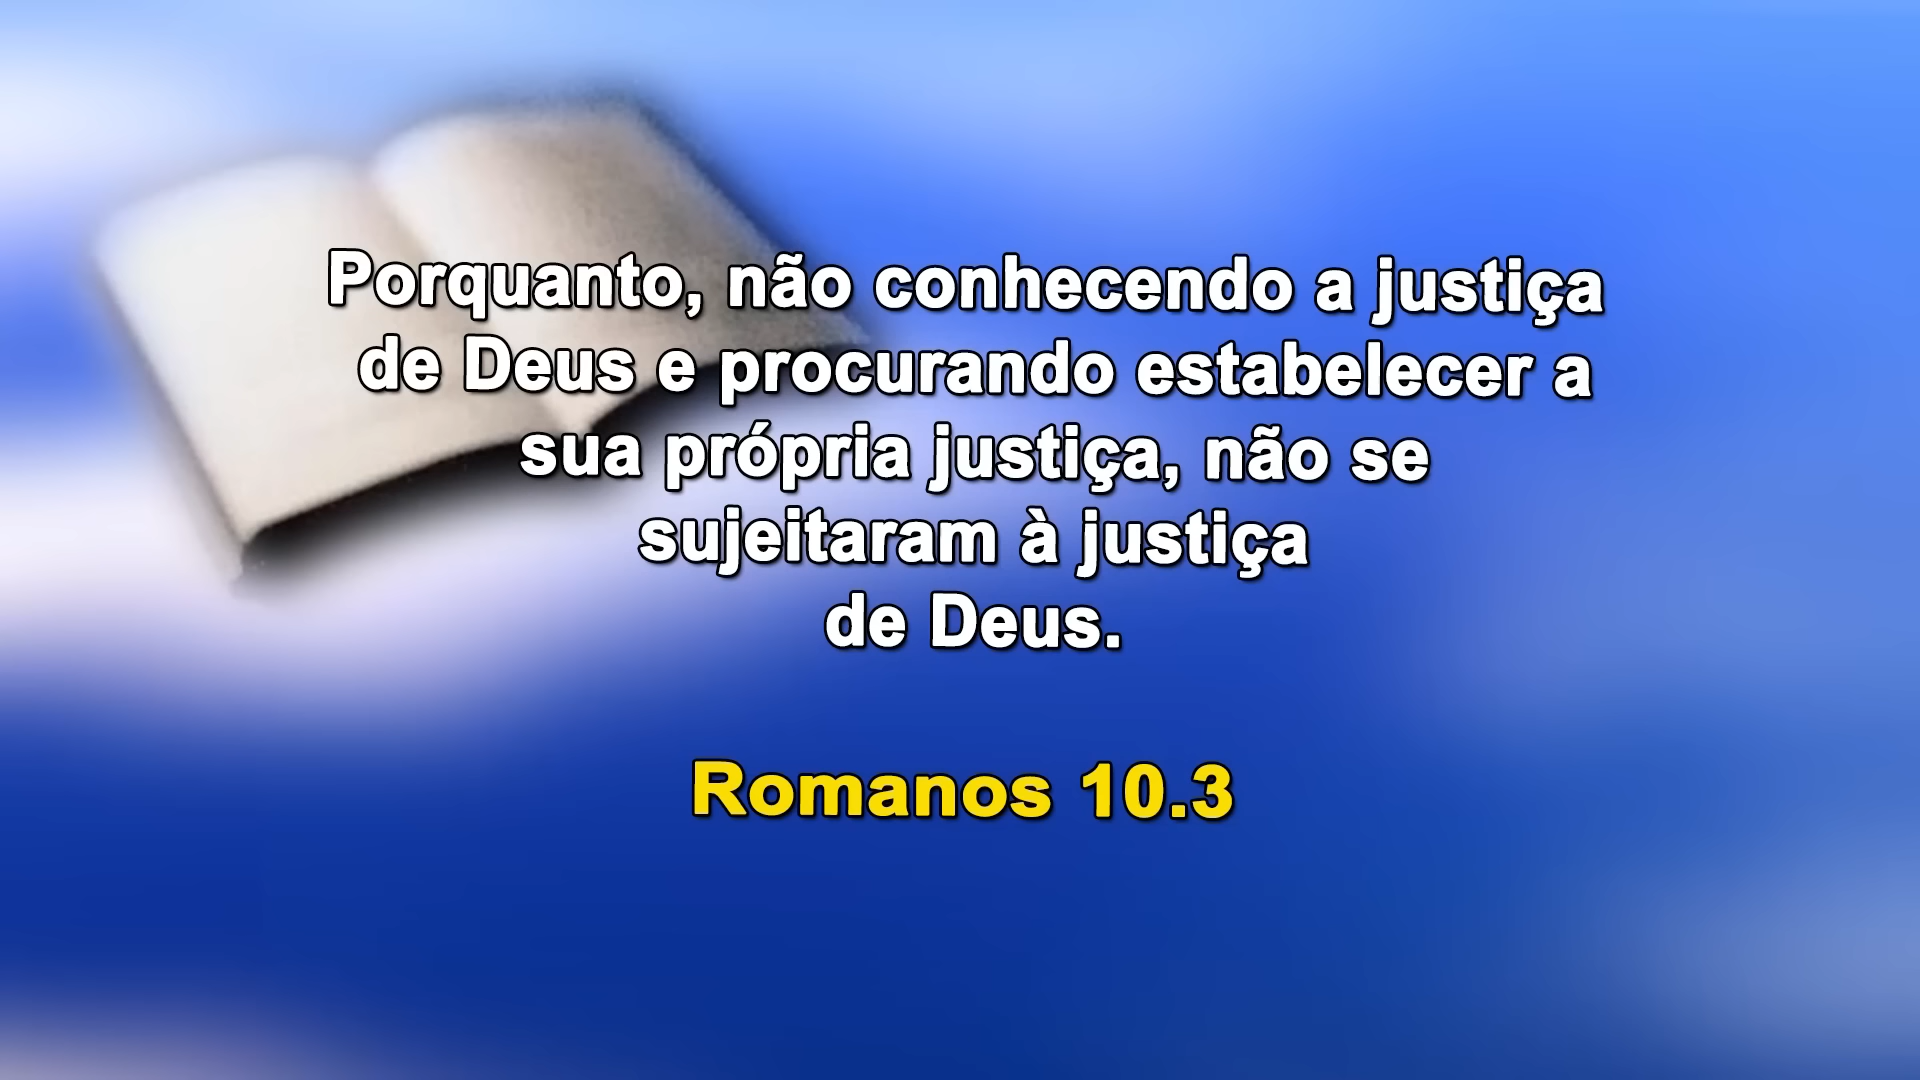 Porquanto, não conhecendo a justiça
de Deus e procurando estabelecer a
sua própria justiça, não se
sujeitaram à justiça
de Deus.
Romanos 10.3